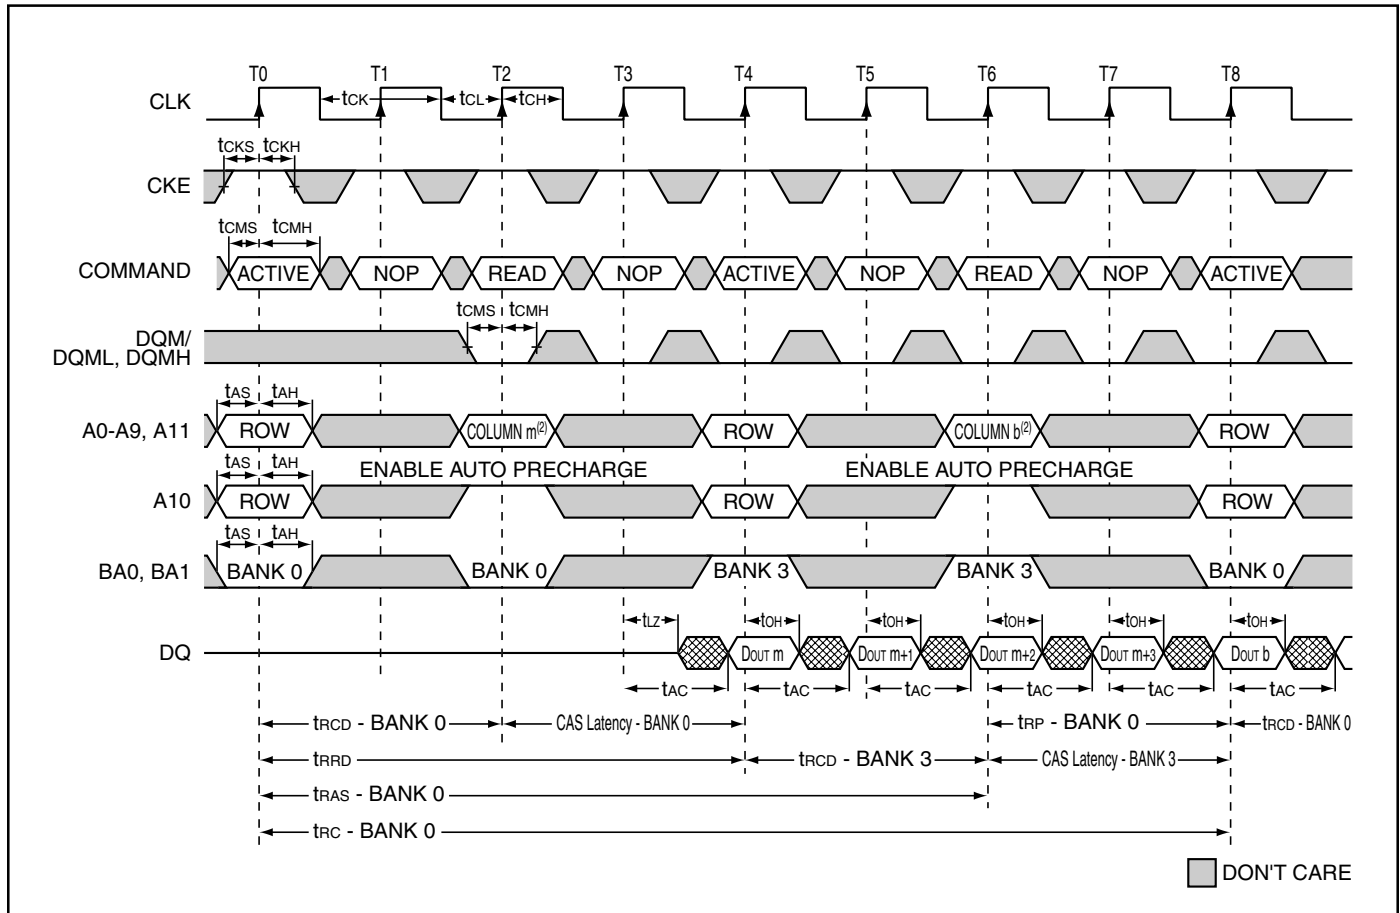 T0 T1 T2 T3 T4 T5 T6 T7 T8
CLK
tCK tCL tCH
tCKS tCKH
CKE
tCMS tCMH
COMMAND ACTIVE NOP READ NOP ACTIVE NOP READ NOP ACTIVE
tCMS tCMH
DQM/
DQML, DQMH
tAS tAH
A0-A9, A11 ROW COLUMN m(2) ROW COLUMN b(2) ROW
tAS tAH ENABLE AUTO PRECHARGE ENABLE AUTO PRECHARGE
A10 ROW ROW ROW
tAS tAH
BA0, BA1 BANK 0 BANK 0 BANK 3 BANK 3 BANK 0
tLZ tOH tOH tOH tOH tOH
DQ DOUT m DOUT m+1 DOUT m+2 DOUT m+3 DOUT b
tAC tAC tAC tAC tAC tAC
tRCD - BANK 0 CAS Latency - BANK 0 tRP - BANK 0 tRCD - BANK 0
tRRD tRCD - BANK 3 CAS Latency - BANK 3
tRAS - BANK 0
tRC - BANK 0
DON'T CARE